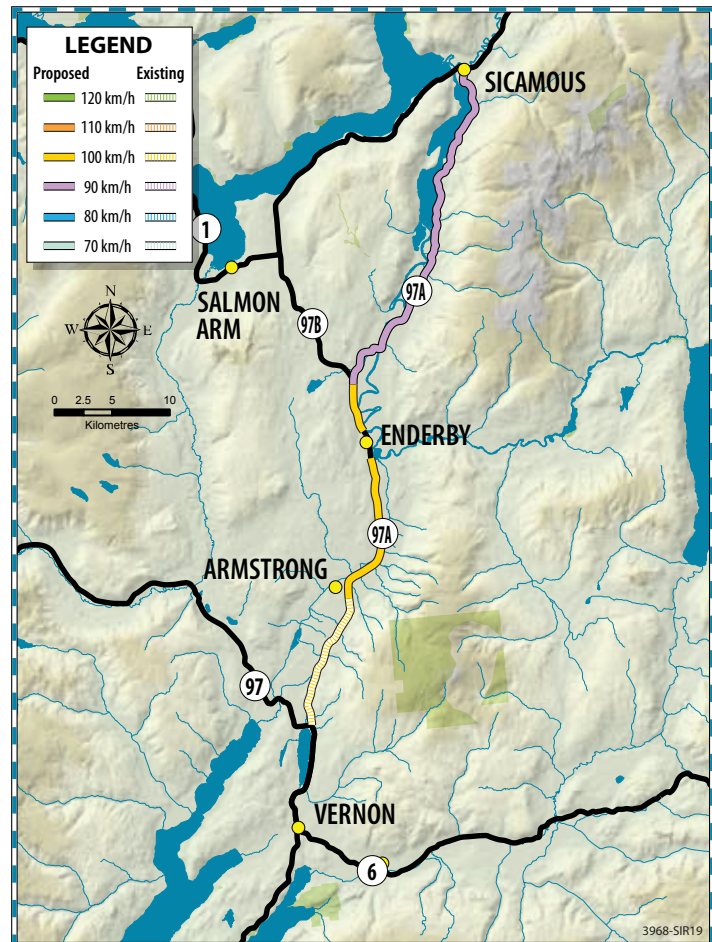 LEGEND
Proposed Existing
120 km/h
110 km/h
100 km/h
90 km/h
80 km/h
70 km/h
SICAMOUS
1
SALMON
ARM
97A
97B
N
W E
S
0 2.5 5 10
Kilometres
ENDERBY
97A
ARMSTRONG
97
VERNON
6
3968-SIR19